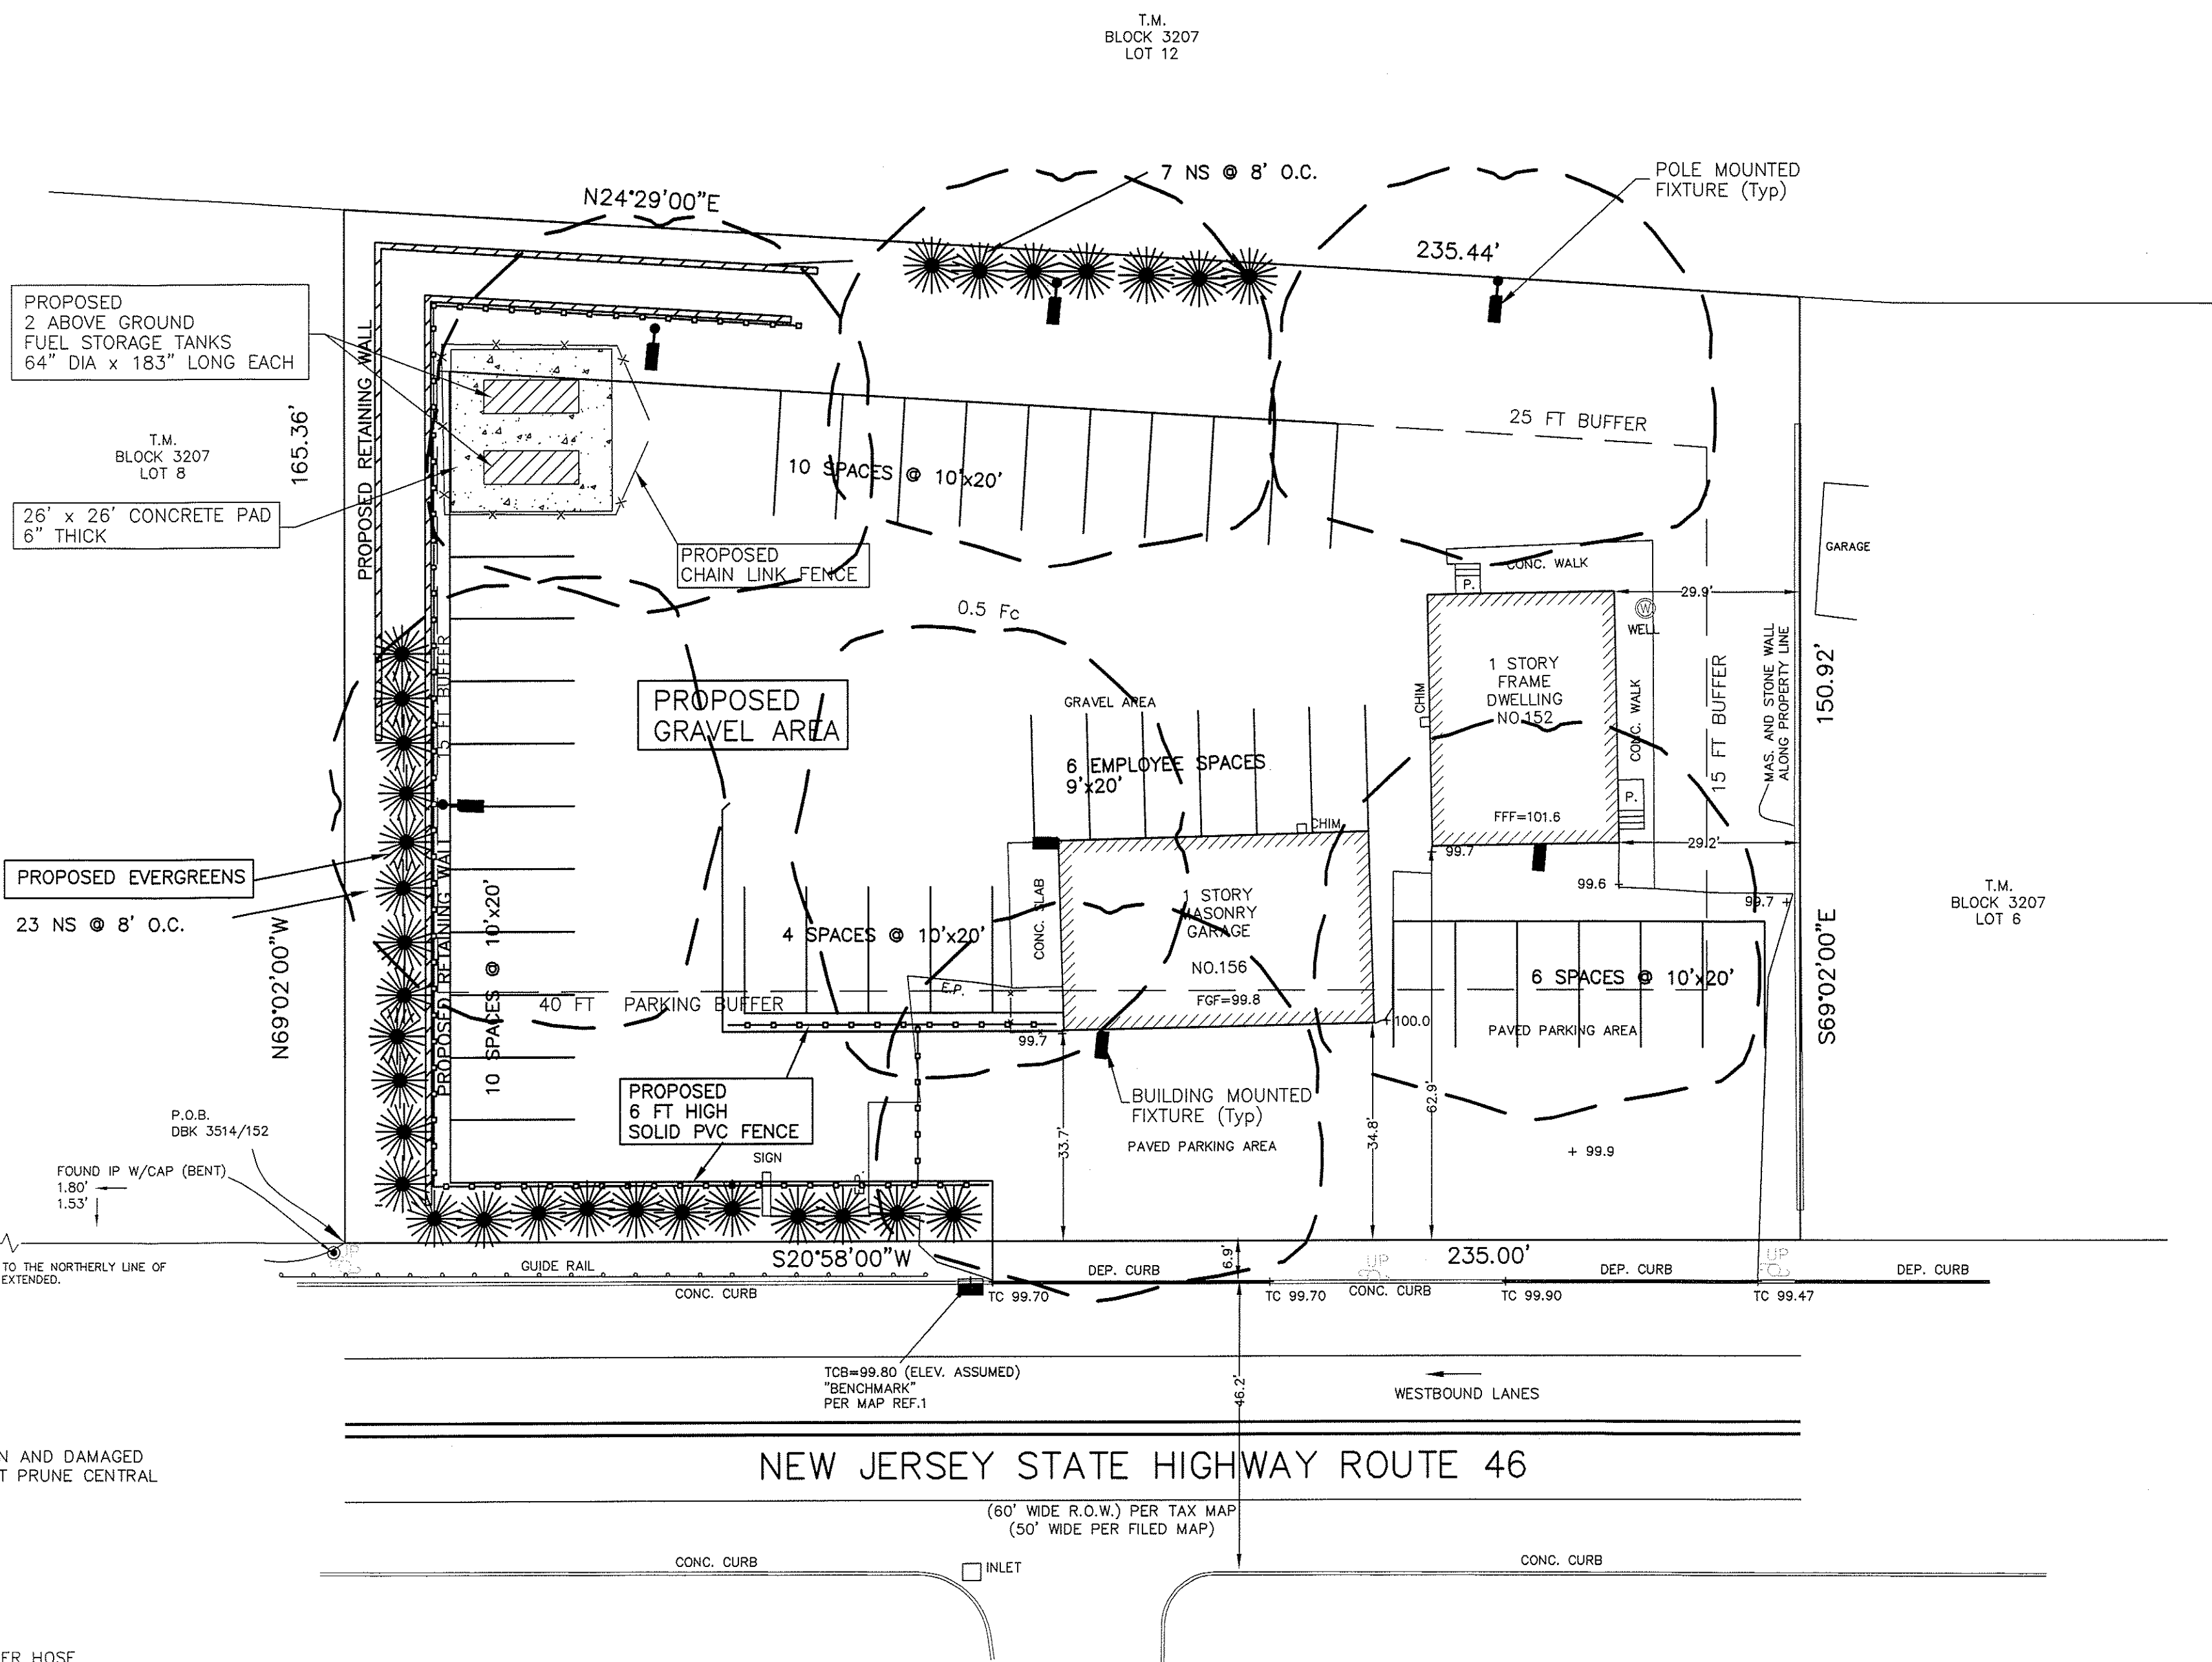 T.M.
BLOCK 3207
LOT 12
7 NS @ 8' O.C.
POLE MOUNTED
FIXTURE (Typ)
N24°29'00"E
235.44'
PROPOSED
2 ABOVE GROUND
FUEL STORAGE TANKS
64" DIA x 183" LONG EACH
PROPOSED RETAINING WALL
165.36'
T.M.
BLOCK 3207
LOT 8
26' x 26' CONCRETE PAD
6" THICK
25 FT BUFFER
10 SPACES @ 10'x20'
PROPOSED
CHAIN LINK FENCE
0.5 Fc
CONC. WALK
P.
GARAGE
29.9'
W
WELL
15 FT BUFFER
PROPOSED
GRAVEL AREA
GRAVEL AREA
1 STORY
FRAME
DWELLING
NO.152
CHIM
CONC. WALK
15 FT BUFFER
MAS. AND STONE WALL
ALONG PROPERTY LINE
150.92'
6 EMPLOYEE SPACES
9'x20'
P.
FFF=101.6
CHIM.
99.7
29.2'
PROPOSED EVERGREENS
23 NS @ 8' O.C.
N69°02'00"W
PROPOSED RETAINING WALL
10 SPACES @ 10'x20'
4 SPACES @ 10'x20'
CONC. SLAB
1 STORY
MASONRY
GARAGE
NO.156
FGF=99.8
99.6
99.7
T.M.
BLOCK 3207
LOT 6
S69°02'00"E
6 SPACES @ 10'x20'
E.P.
40 FT PARKING BUFFER
100.0
PAVED PARKING AREA
99.7
PROPOSED
6 FT HIGH
SOLID PVC FENCE
BUILDING MOUNTED
FIXTURE (Typ)
PAVED PARKING AREA
33.7'
34.8'
62.9'
99.9
P.O.B.
DBK 3514/152
FOUND IP W/CAP (BENT)
1.80'
1.53'
SIGN
TO THE NORTHERLY LINE OF
EXTENDED.
UP
GUIDE RAIL
S20°58'00"W
6.9'
DEP. CURB
UP
235.00'
DEP. CURB
UP
DEP. CURB
CONC. CURB
TC 99.70
TC 99.70
CONC. CURB
TC 99.90
TC 99.47
TCB=99.80 (ELEV. ASSUMED)
"BENCHMARK"
PER MAP REF.1
46.2'
WESTBOUND LANES
N AND DAMAGED
T PRUNE CENTRAL
NEW JERSEY STATE HIGHWAY ROUTE 46
(60' WIDE R.O.W.) PER TAX MAP
(50' WIDE PER FILED MAP)
CONC. CURB
INLET
CONC. CURB
ER HOSE